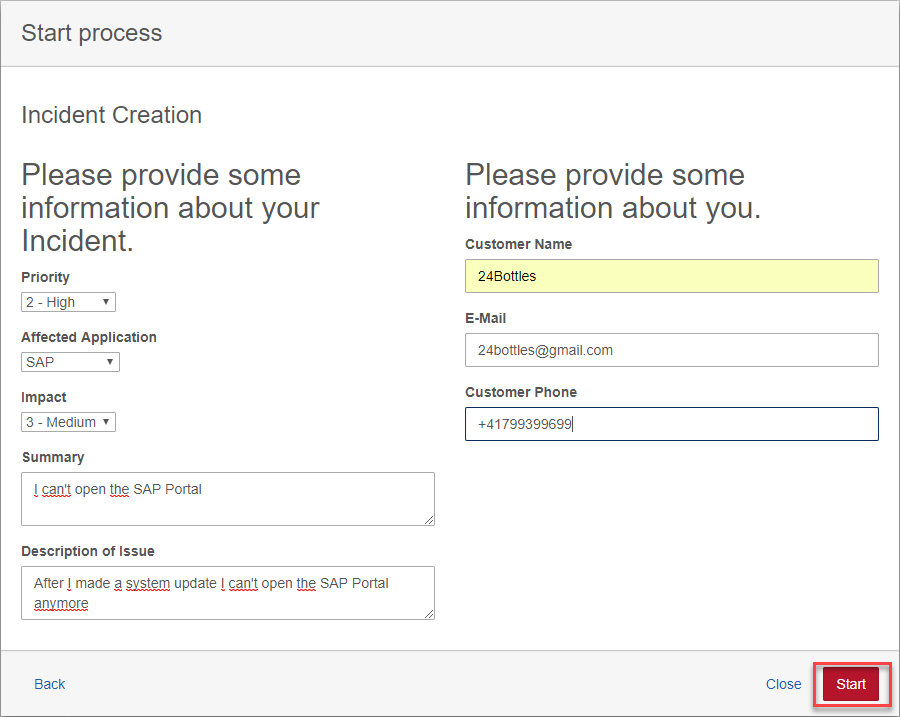 Start process
Incident Creation
Please provide some
information about your
Incident.
Priority
2 - High
Affected Application
SAP
Impact
3 - Medium
Summary
I can't open the SAP Portal
Description of Issue
After I made a system update I can't open the SAP Portal
anymore
Please provide some
information about you.
Customer Name
24Bottles
E-Mail
24bottles@gmail.com
Customer Phone
+41799399699
Back
Close
Start